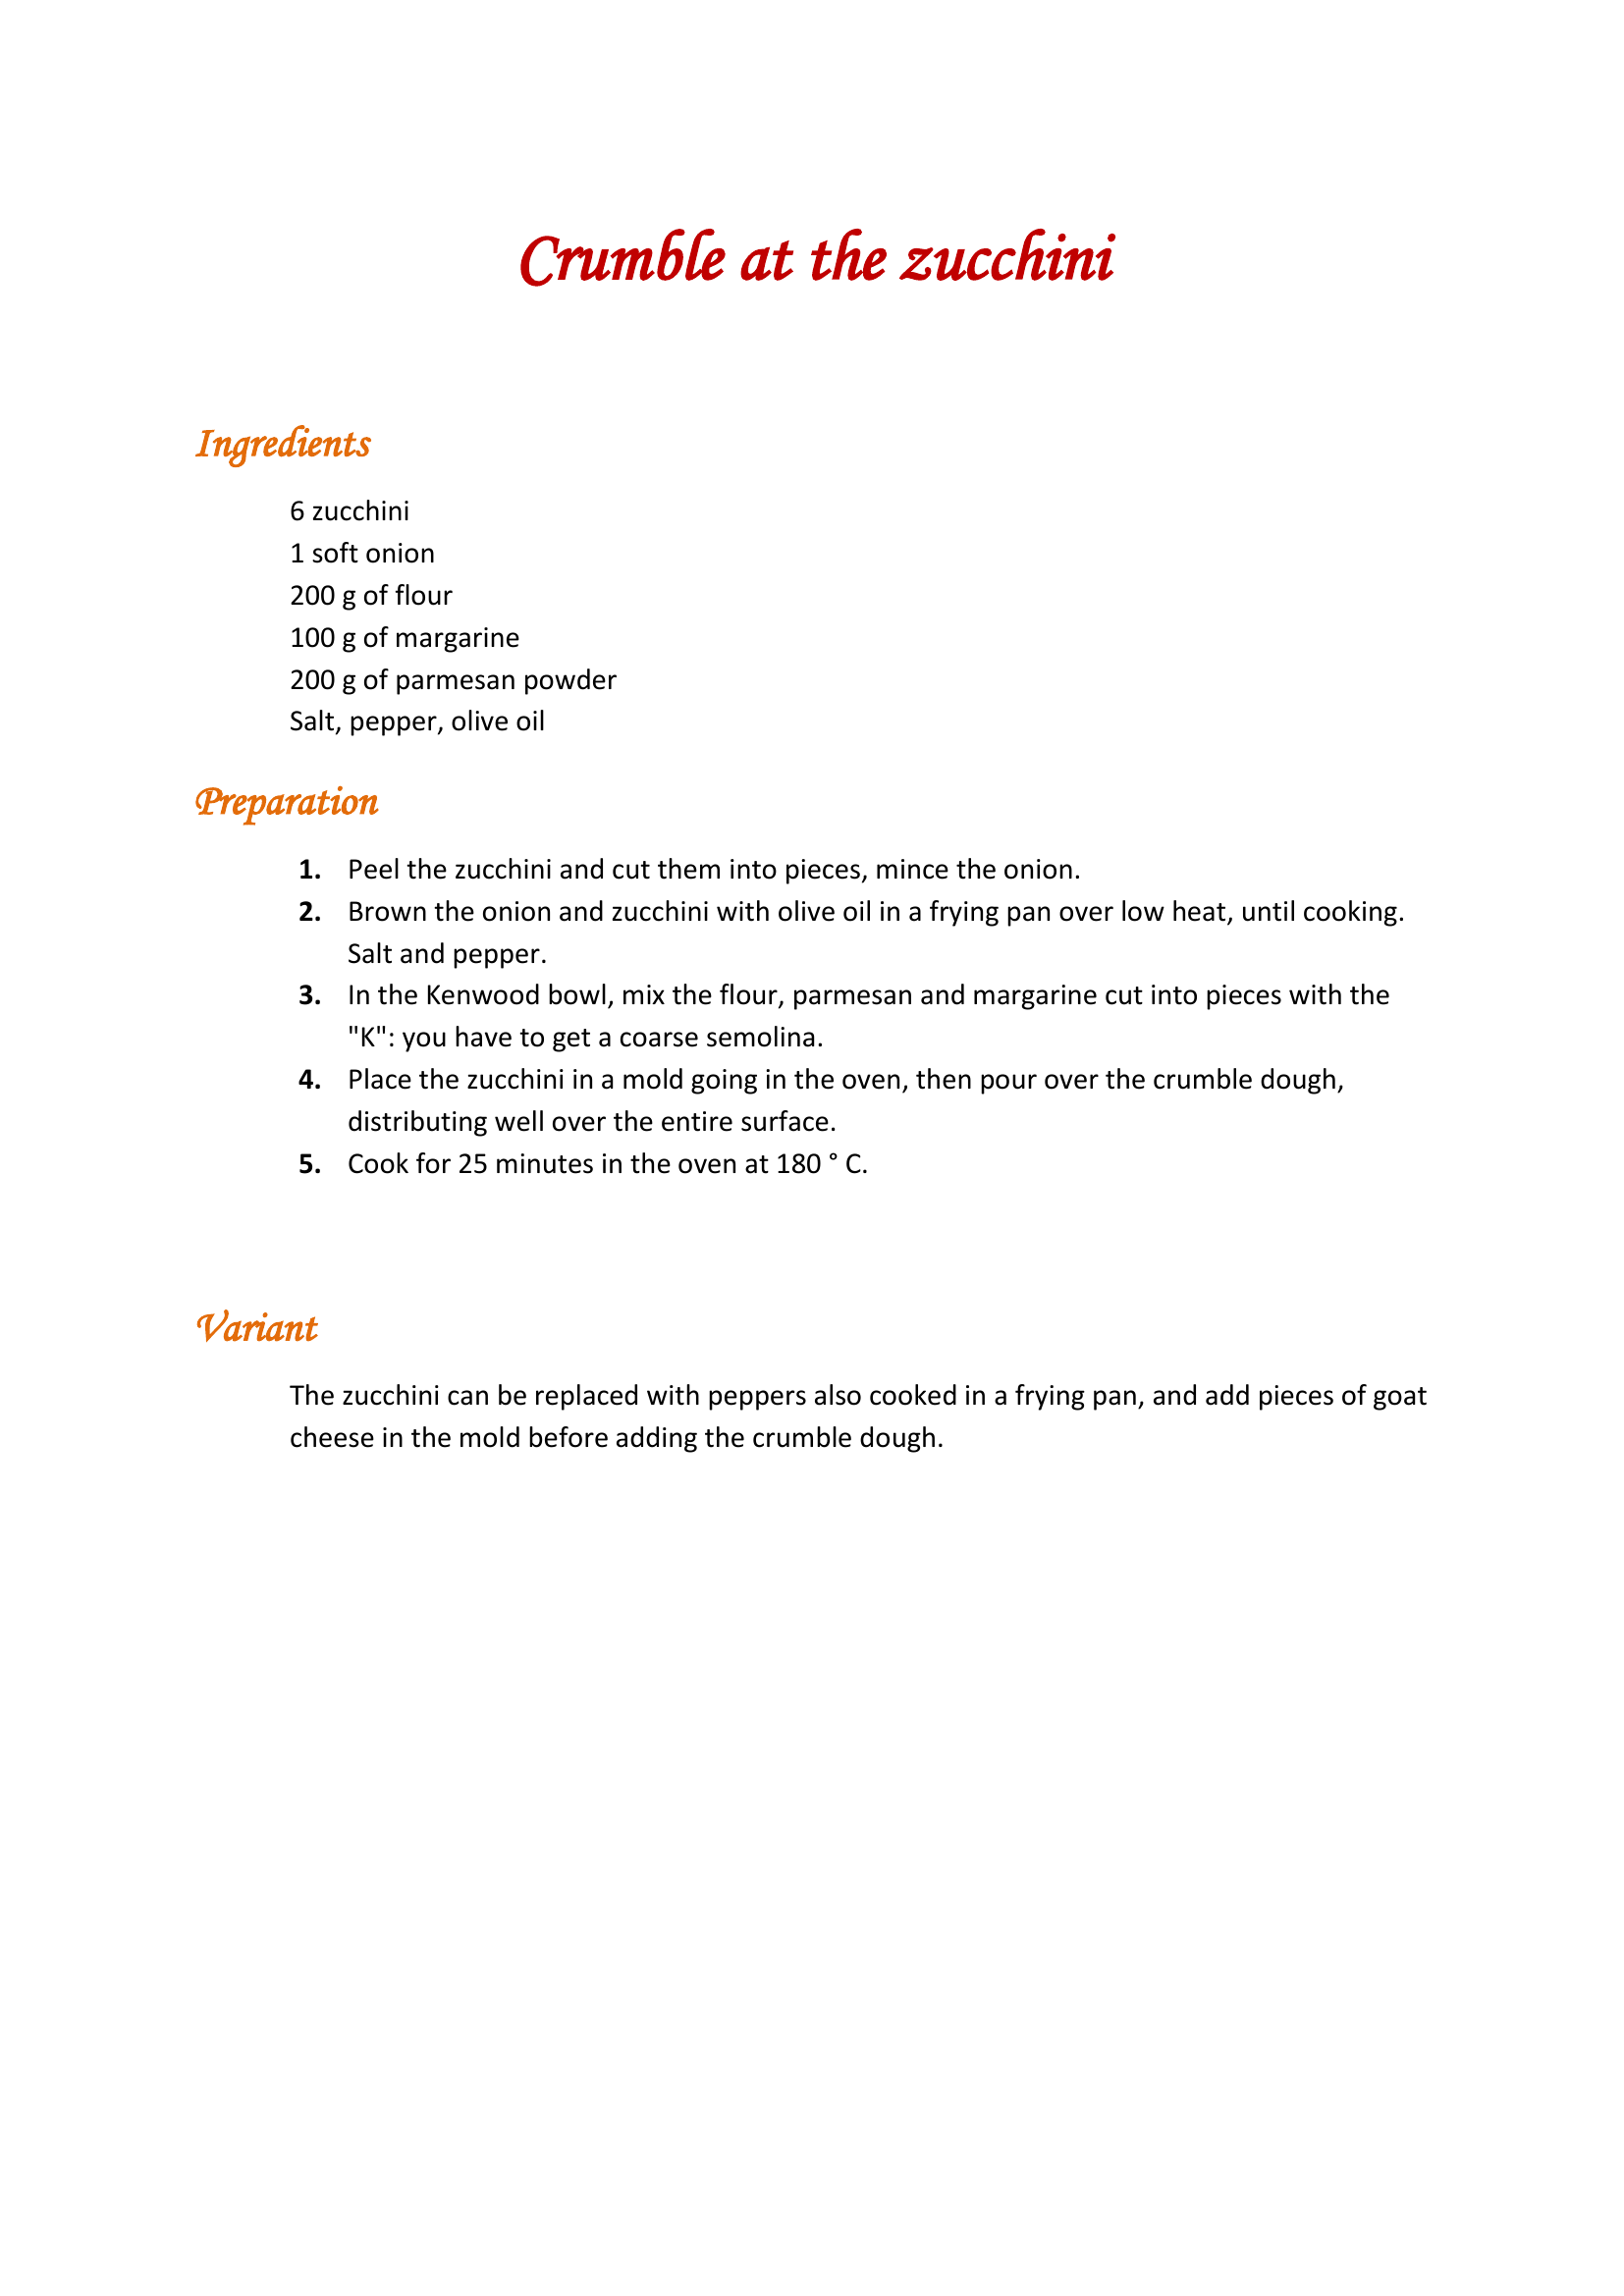 Crumble at the zucchini
Ingredients
6 zucchini
1 soft onion
200 g of flour
100 g of margarine
200 g of parmesan powder
Salt, pepper, olive oil
Preparation
1. Peel the zucchini and cut them into pieces, mince the onion.
2. Brown the onion and zucchini with olive oil in a frying pan over low heat, until cooking.
Salt and pepper.
3. In the Kenwood bowl, mix the flour, parmesan and margarine cut into pieces with the
"K": you have to get a coarse semolina.
4. Place the zucchini in a mold going in the oven, then pour over the crumble dough,
distributing well over the entire surface.
5. Cook for 25 minutes in the oven at 180 ° C.
Variant
The zucchini can be replaced with peppers also cooked in a frying pan, and add pieces of goat
cheese in the mold before adding the crumble dough.